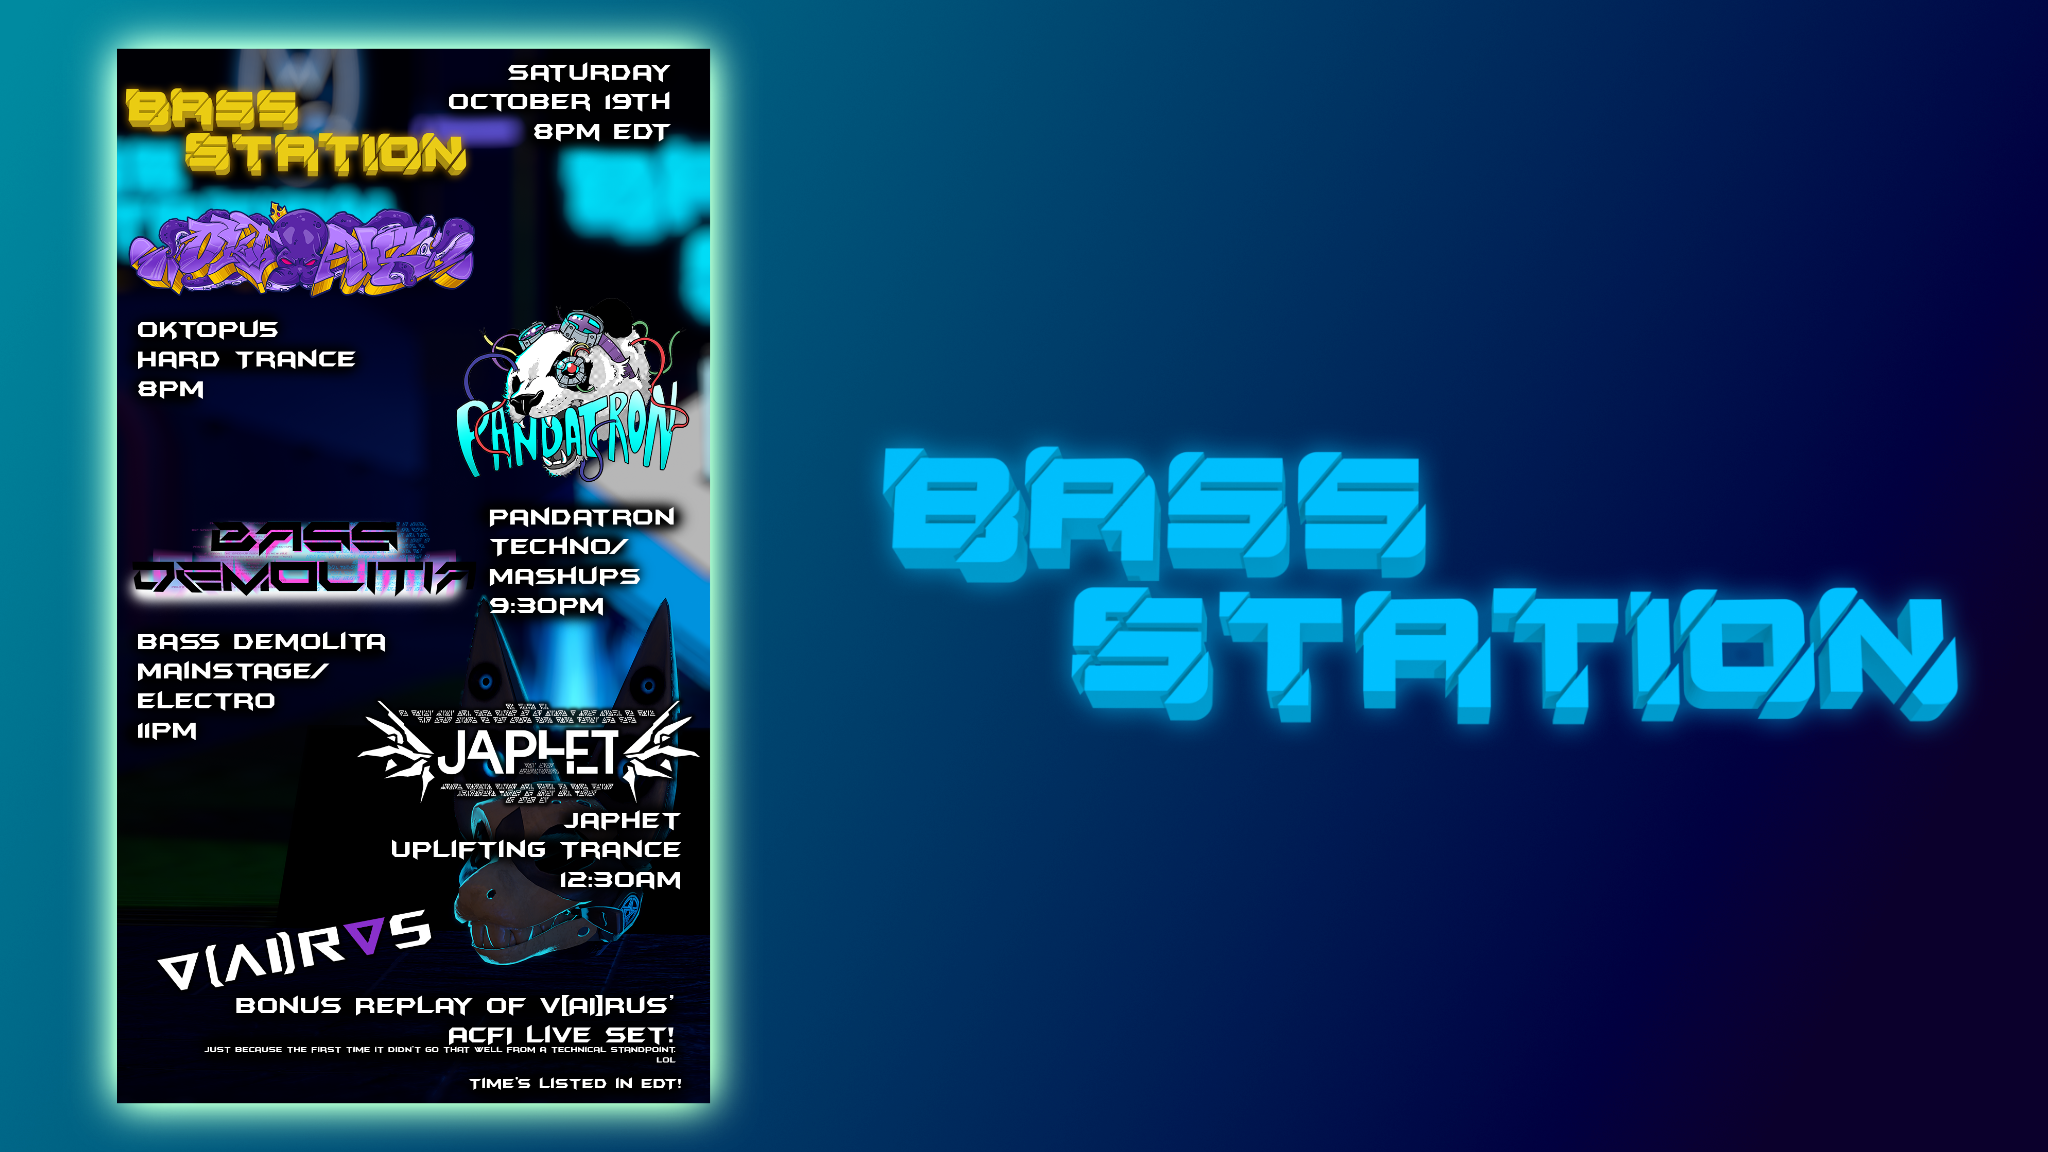 BASS
STATION
SATURDAY
OCTOBER 19TH
8PM EDT
OKTOPUS
HARD TRANCE
8PM
PANDATRON
PANDATRON
TECHNO/
MASHUPS
9:30PM
BASS
DEMOLITIA
BASS DEMOLITA
MAINSTAGE/
ELECTRO
11PM
JAPHET
JAPHET
UPLIFTING TRANCE
12:30AM
V(AI)RVS
BONUS REPLAY OF V[AI]RUS'
ACFI LIVE SET!
JUST BECAUSE THE FIRST TIME IT DIDN'T GO THAT WELL FROM A TECHNICAL STANDPOINT.
LOL
TIME'S LISTED IN EDT!
BASS
STATION